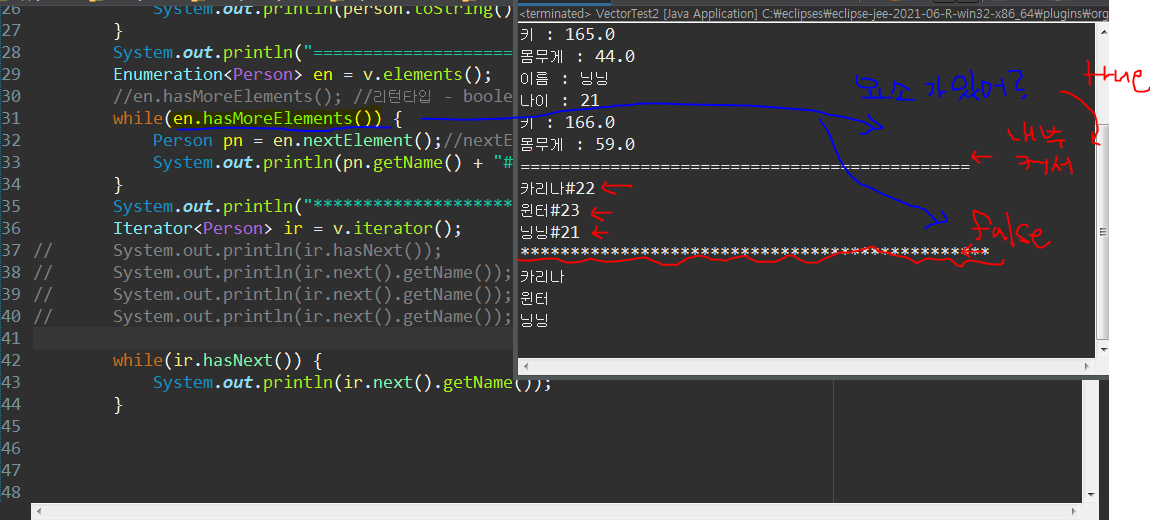 26 System.out.println(person.toString()
27 }
28 System.out.println("=====================
29 Enumeration<Person> en = v.elements();
30 //en.hasMoreElements(); //리턴타입 - boole
31 while(en.hasMoreElements()) {
32 Person pn = en.nextElement();//nextE
33 System.out.println(pn.getName() + "#
34 }
35 System.out.println("*********************
36 Iterator<Person> ir = v.iterator();
37 // System.out.println(ir.hasNext());
38 // System.out.println(ir.next().getName());
39 // System.out.println(ir.next().getName());
40 // System.out.println(ir.next().getName());
41
42 while(ir.hasNext()) {
43 System.out.println(ir.next().getName());
44 }
45
46
47
48
<terminated> VectorTest2 [Java Application] C:\eclipses\eclipse-jee-2021-06-R-win32-x86_64\plugins\org
키 : 165.0
몸무게 : 44.0
이름 : 닝닝
나이 : 21
키 : 166.0
몸무게 : 59.0
=============================================
카리나#22
윈터#23
닝닝#21
***********************************************
카리나
윈터
닝닝
요소가있어?
true
내부
커서
false